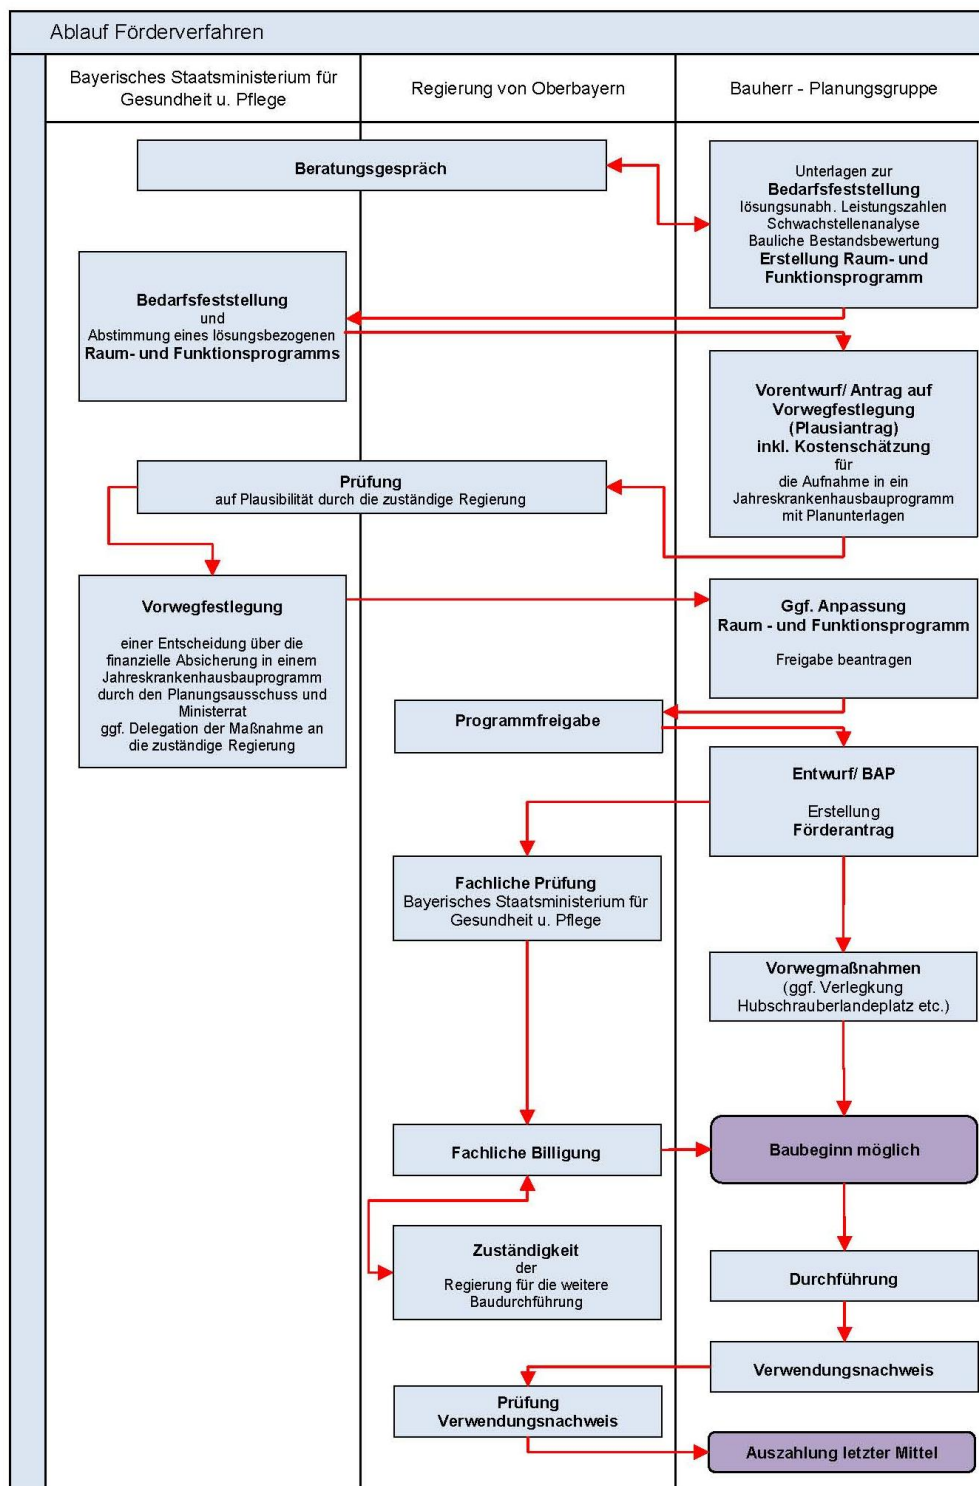 Ablauf Förderverfahren
Bayerisches Staatsministerium für
Gesundheit u. Pflege
Regierung von Oberbayern
Bauherr - Planungsgruppe
Beratungsgespräch
Unterlagen zur
Bedarfsfeststellung
lösungsunabh. Leistungszahlen
Schwachstellenanalyse
Bauliche Bestandsbewertung
Erstellung Raum- und
Funktionsprogramm
Bedarfsfeststellung
und
Abstimmung eines lösungsbezogenen
Raum- und Funktionsprogramms
Vorentwurf/ Antrag auf
Vorwegfestlegung
(Plausiantrag)
inkl. Kostenschätzung
für
die Aufnahme in ein
Jahreskrankenhausbauprogramm
mit Planunterlagen
Prüfung
auf Plausibilität durch die zuständige Regierung
Vorwegfestlegung
einer Entscheidung über die
finanzielle Absicherung in einem
Jahreskrankenhausbauprogramm
durch den Planungsausschuss und
Ministerrat
ggf. Delegation der Maßnahme an
die zuständige Regierung
Ggf. Anpassung
Raum - und Funktionsprogramm
Freigabe beantragen
Programmfreigabe
Entwurf/ BAP
Erstellung
Förderantrag
Fachliche Prüfung
Bayerisches Staatsministerium für
Gesundheit u. Pflege
Vorwegmaßnahmen
(ggf. Verlegkung
Hubschrauberlandeplatz etc.)
Fachliche Billigung
Baubeginn möglich
Zuständigkeit
der
Regierung für die weitere
Baudurchführung
Durchführung
Verwendungsnachweis
Prüfung
Verwendungsnachweis
Auszahlung letzter Mittel